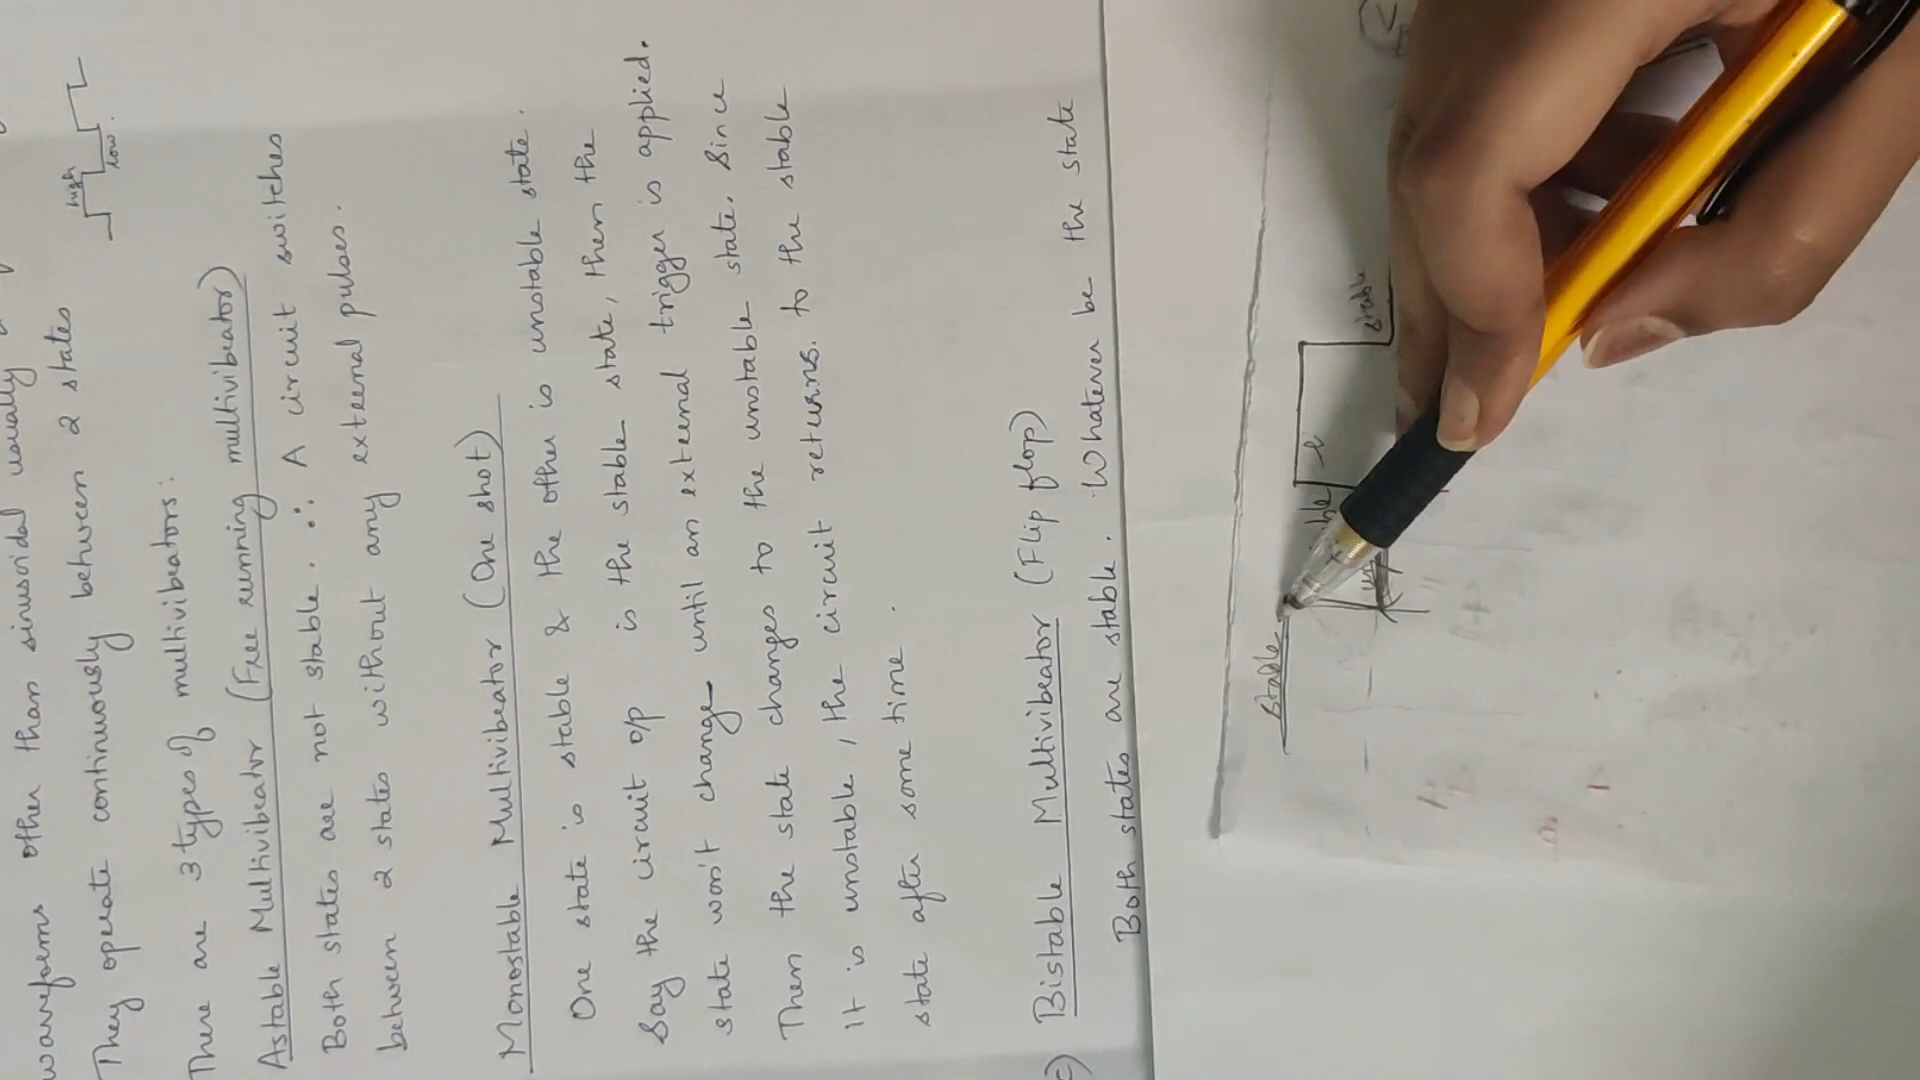 waveforms other than sinusoidal usually
They operate continuously between 2 states
high
low.
There are 3 types of multivibrators:
Astable Multivibrator (Free running multivibrator)
Both states are not stable. ∴ A circuit switches
between 2 states without any external pulses.
Monostable Multivibrator (One shot)
One state is stable & the other is unstable state.
Say the circuit o/p is the stable state, then the
state won't change until an external trigger is applied.
Then the state changes to the unstable state. Since
it is unstable, the circuit returns to the stable
state after some time.
c) Bistable Multivibrator (Flip flop)
Both states are stable. Whatever be the state
stable
stable